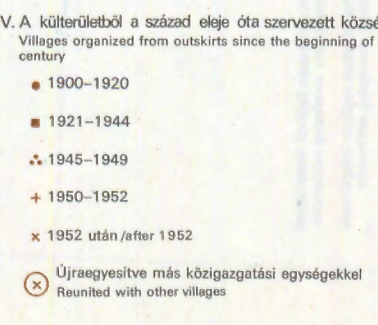 V. A külterületből a század eleje óta szervezett közsé
Villages organized from outskirts since the beginning of
century
1900–1920
1921–1944
1945–1949
1950–1952
1952 után/after 1952
Újraegyesítve más közigazgatási egységekkel
Reunited with other villages